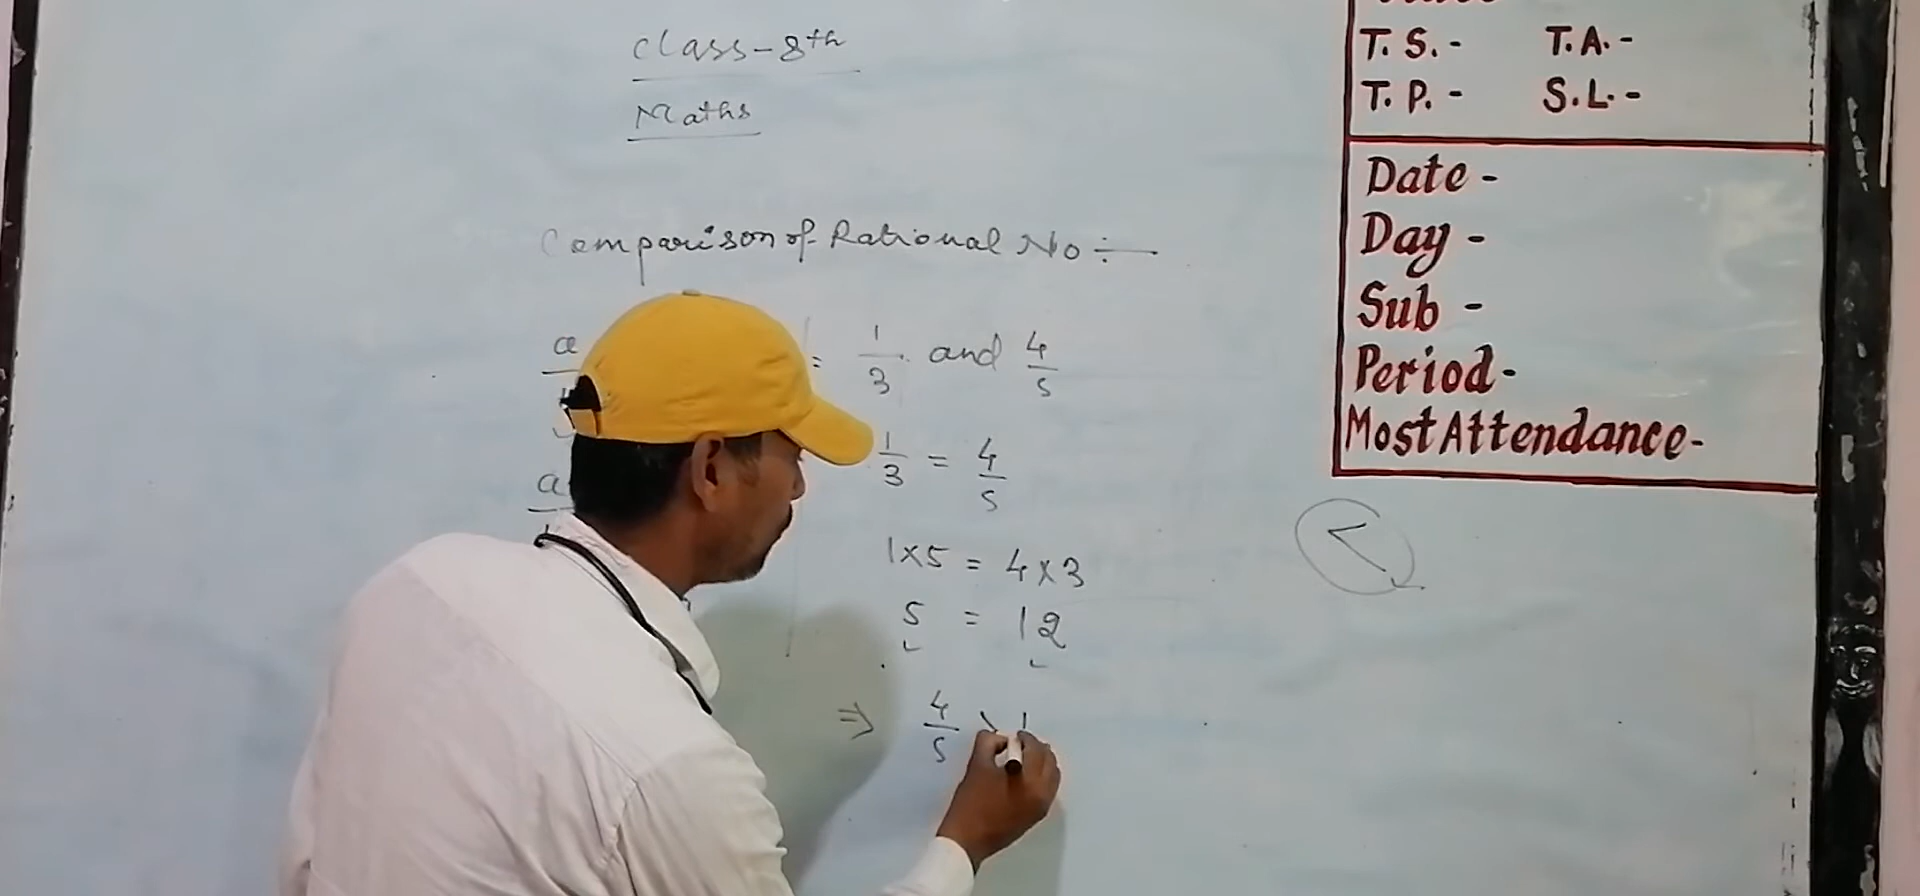 Class-8th
Maths
Comparison of Rational No ÷
a = 1/3 and 4/5
a 1/3 = 4/5
1×5 = 4×3
5 = 12
⇒ 4/5 > 1
T. S. - T. A. -
T. P. - S. L. -
Date -
Day -
Sub -
Period -
Most Attendance -
<